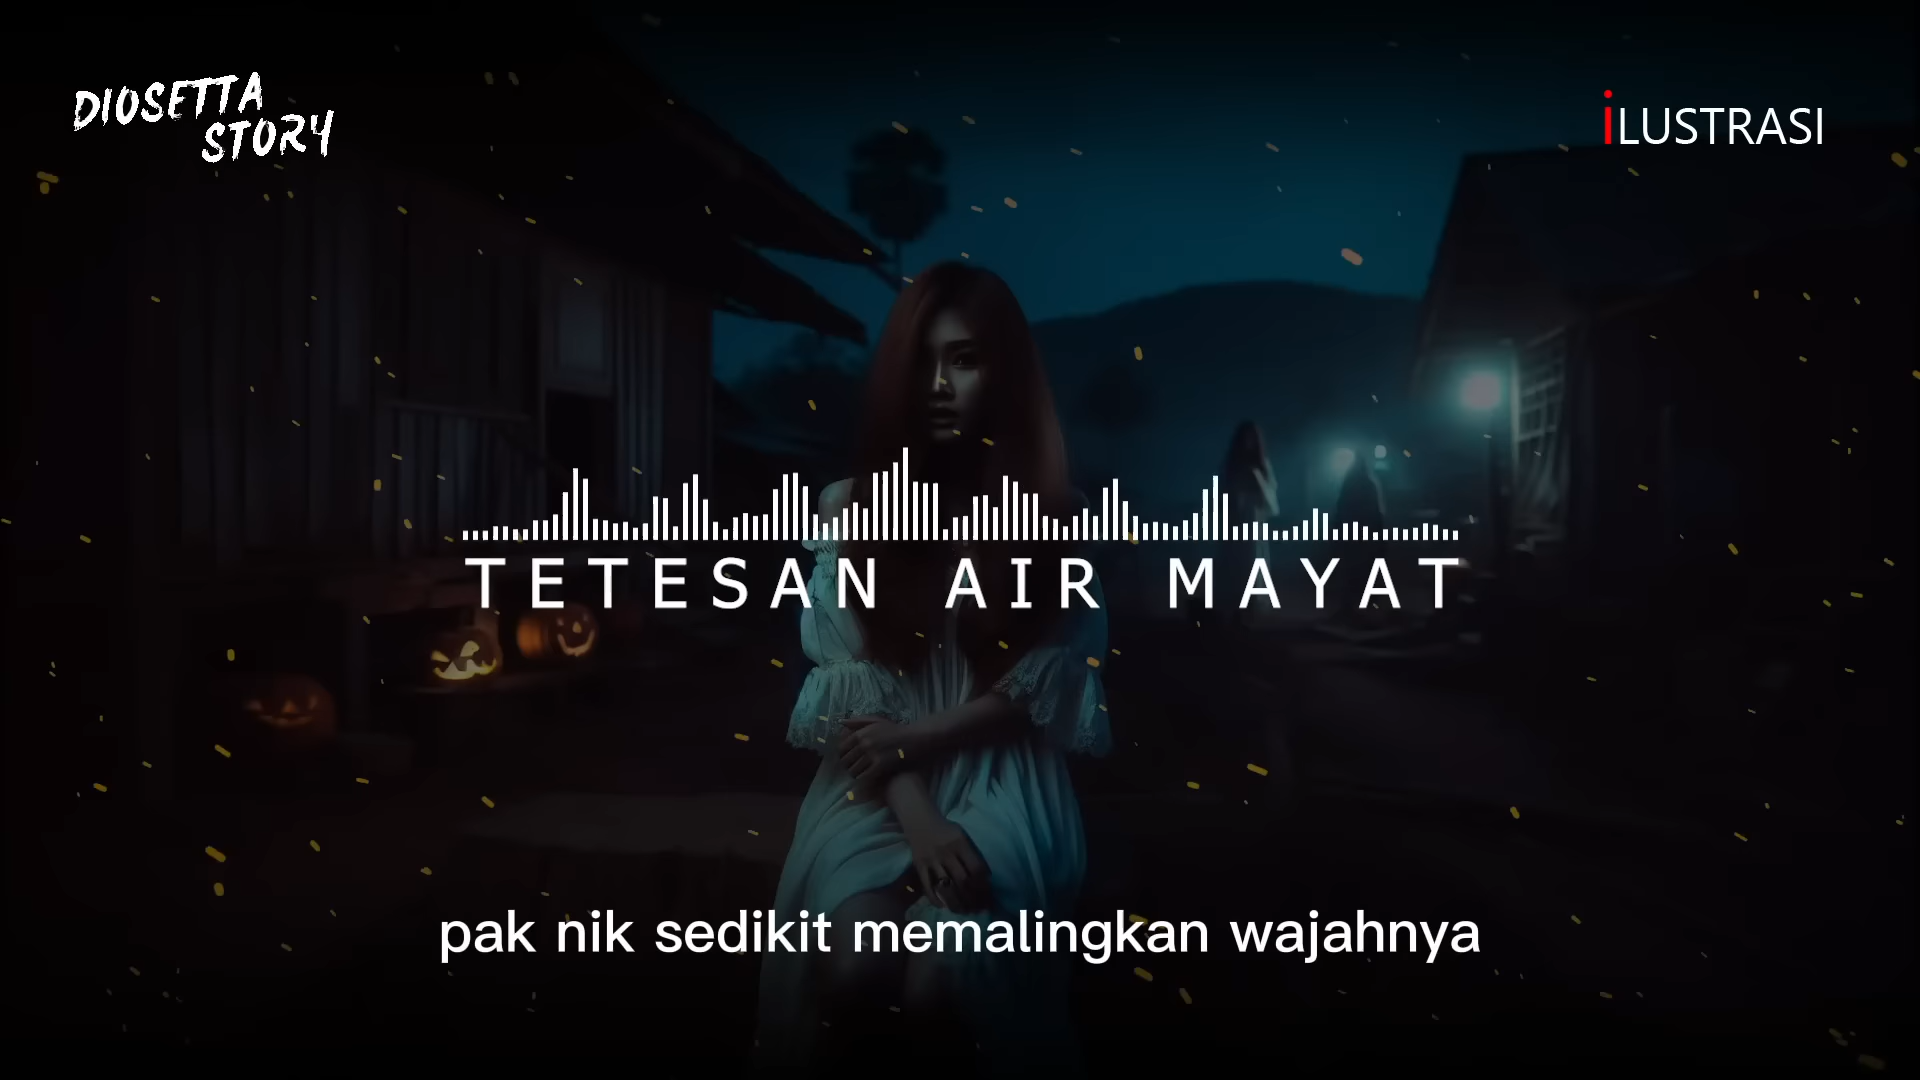 DIOSETTA
STORY
iLUSTRASI
TETESAN AIR MAYAT
pak nik sedikit memalingkan wajahnya